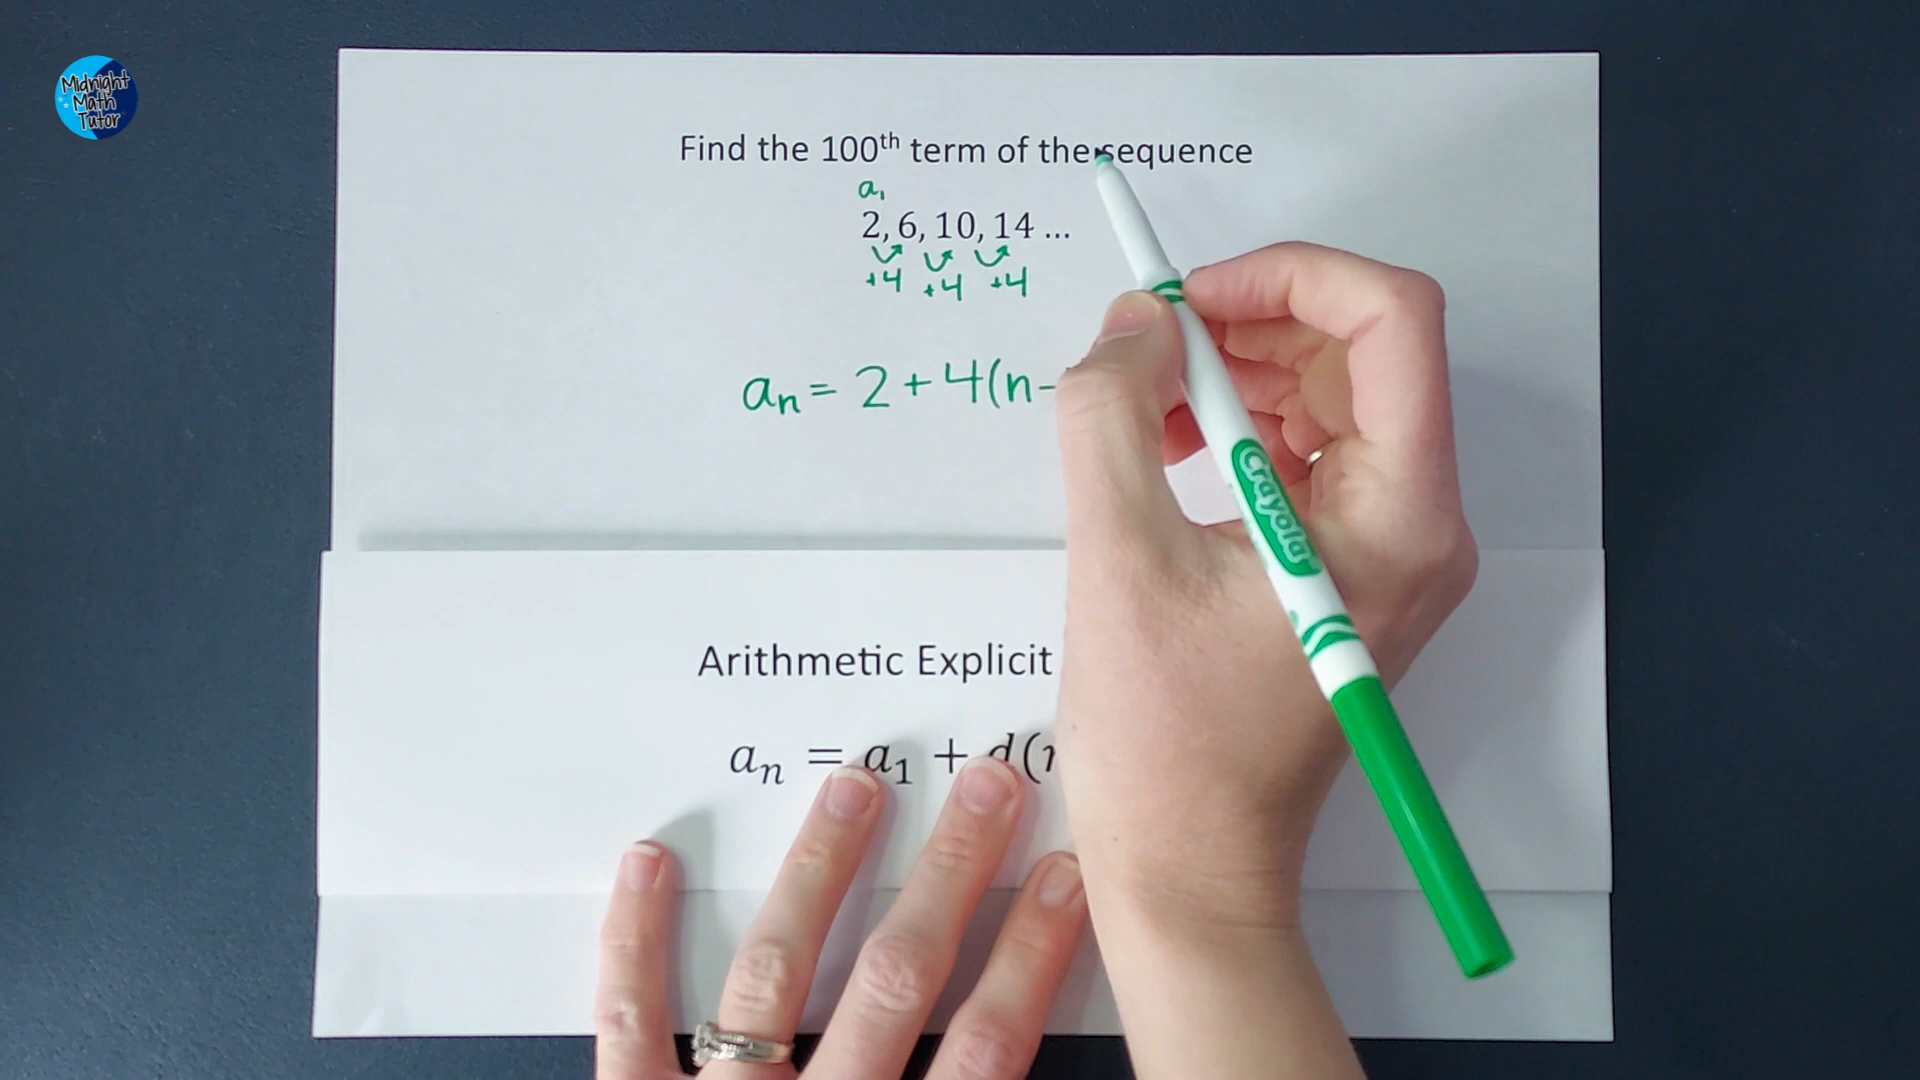 Midnight
Math
Tutor
Find the 100th term of the sequence
a₁
2, 6, 10, 14 ...
+4 +4 +4
aₙ = 2 + 4(n-
Arithmetic Explicit
aₙ = a₁ + d(
Crayola